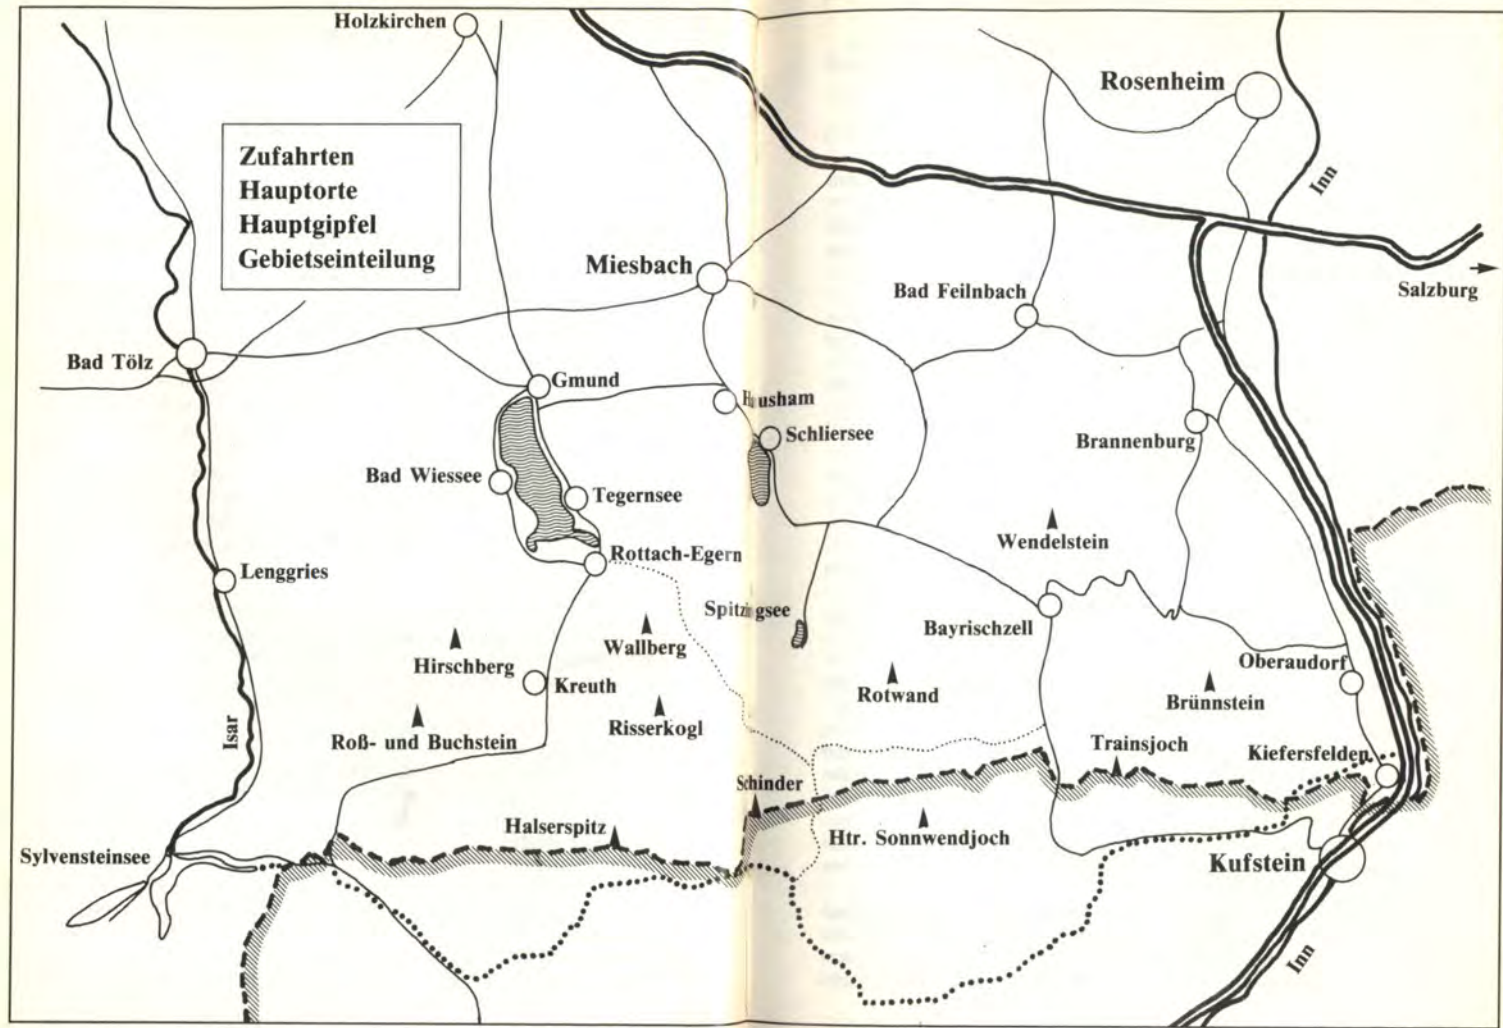 Holzkirchen
Rosenheim
Zufahrten
Hauptorte
Hauptgipfel
Gebietseinteilung
Inn
Miesbach
Bad Feilnbach
Salzburg
Bad Tölz
Gmund
Hausham
Schliersee
Brannenburg
Bad Wiessee
Tegernsee
Wendelstein
Rottach-Egern
Lenggries
Spitzingsee
Bayrischzell
Wallberg
Hirschberg
Oberaudorf
Kreuth
Rotwand
Brünnstein
Isar
Risserkogl
Roß- und Buchstein
Trainsjoch
Kiefersfelden
Schinder
Halserspitz
Htr. Sonnwendjoch
Sylvensteinsee
Kufstein
Inn